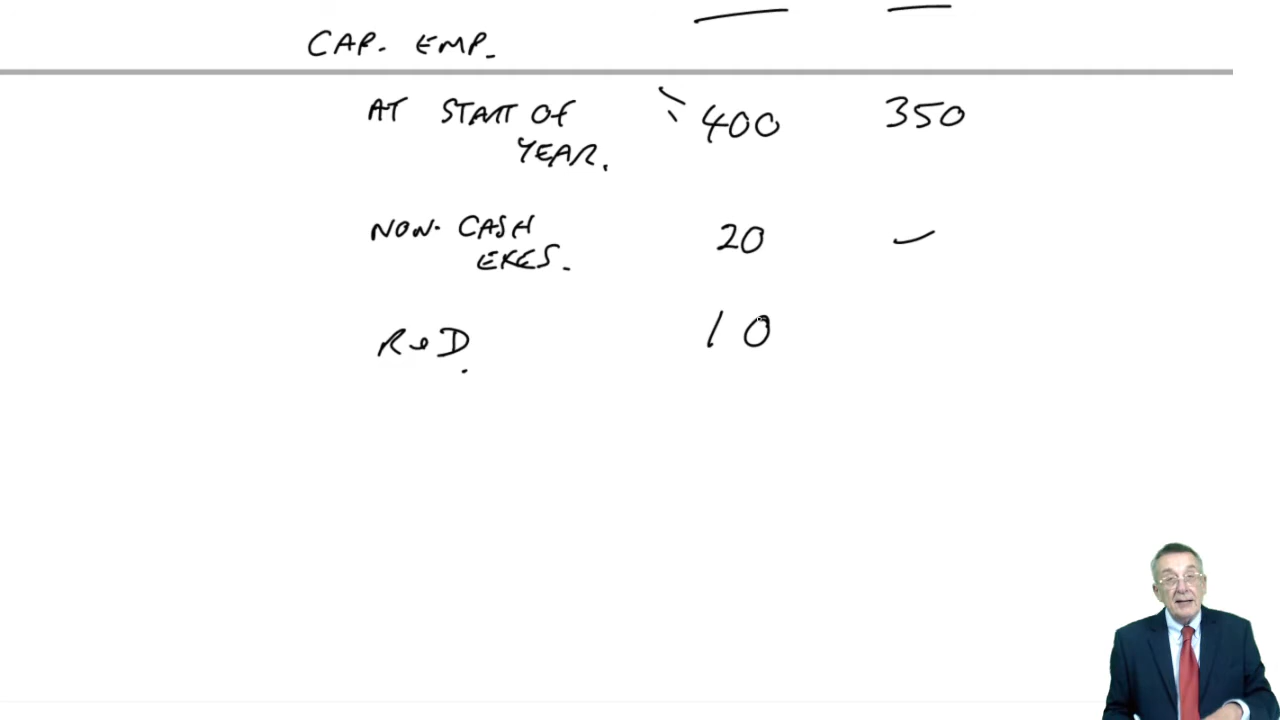 CAP. EMP.
AT START OF 400 350
YEAR.
NON-CASH 20 –
EXES.
R&D. 10